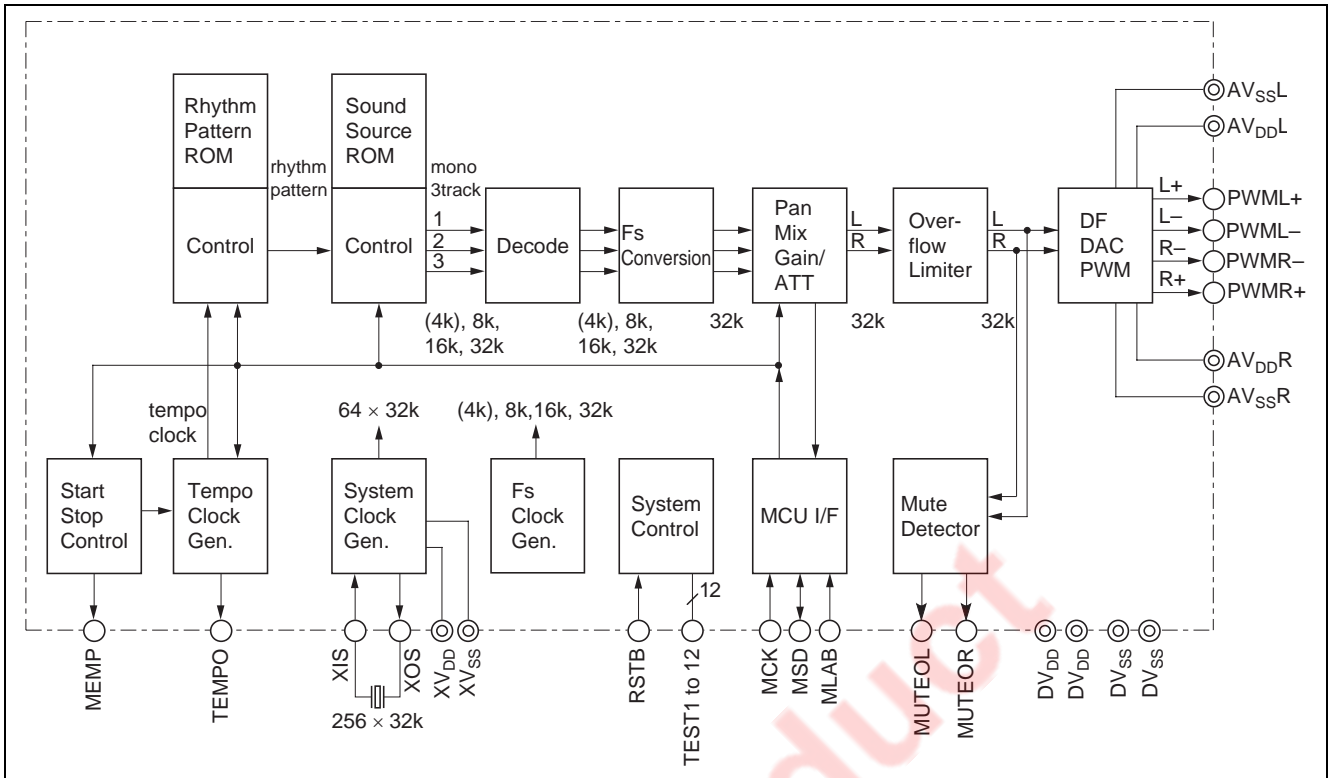 Rhythm
Pattern
ROM
rhythm
pattern
Control
Sound
Source
ROM
mono
3track
Control
1
2
3
Decode
Fs
Conversion
Pan
Mix
Gain/
ATT
L
R
Over-
flow
Limiter
L
R
DF
DAC
PWM
L+
L−
R−
R+
AVSSL
AVDDL
PWML+
PWML−
PWMR−
PWMR+
AVDDR
AVSSR
(4k), 8k,
16k, 32k
(4k), 8k,
16k, 32k
32k
32k
32k
tempo
clock
64 × 32k
(4k), 8k,16k, 32k
Start
Stop
Control
Tempo
Clock
Gen.
System
Clock
Gen.
Fs
Clock
Gen.
System
Control
12
MCU I/F
Mute
Detector
MEMP
TEMPO
XIS
XOS
XVDD
XVSS
256 × 32k
RSTB
TEST1 to 12
MCK
MSD
MLAB
MUTEOL
MUTEOR
DVDD
DVDD
DVSS
DVSS
duct